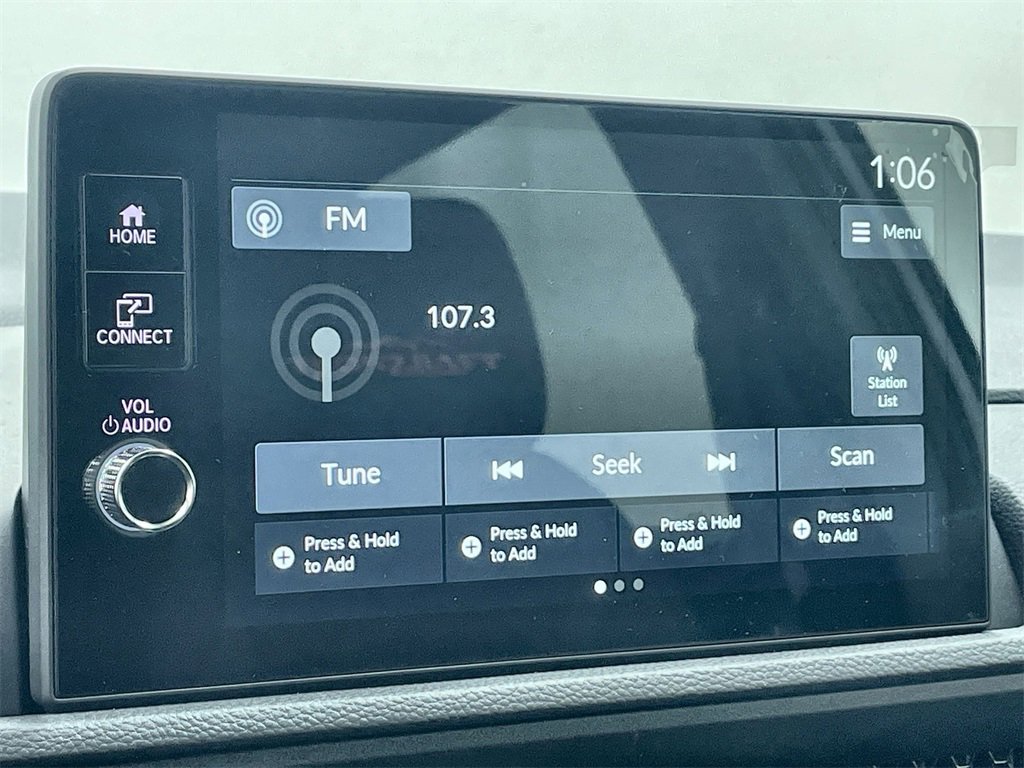 1:06
HOME
FM
Menu
CONNECT
107.3
Station
List
VOL
AUDIO
Tune
Seek
Scan
Press & Hold
to Add
Press & Hold
to Add
Press & Hold
to Add
Press & Hold
to Add